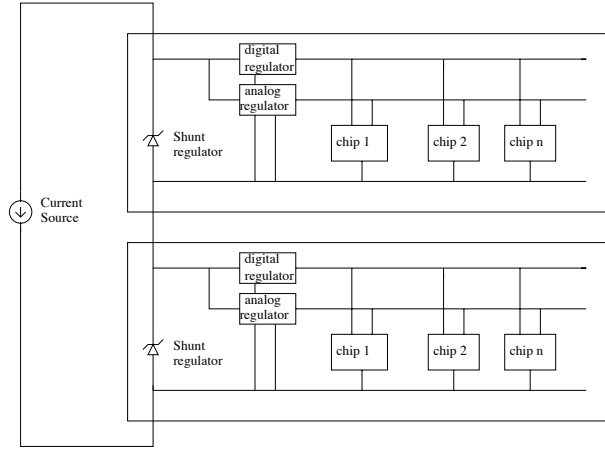 digital
regulator
analog
regulator
Shunt
regulator
chip 1
chip 2
chip n
Current
Source
digital
regulator
analog
regulator
Shunt
regulator
chip 1
chip 2
chip n